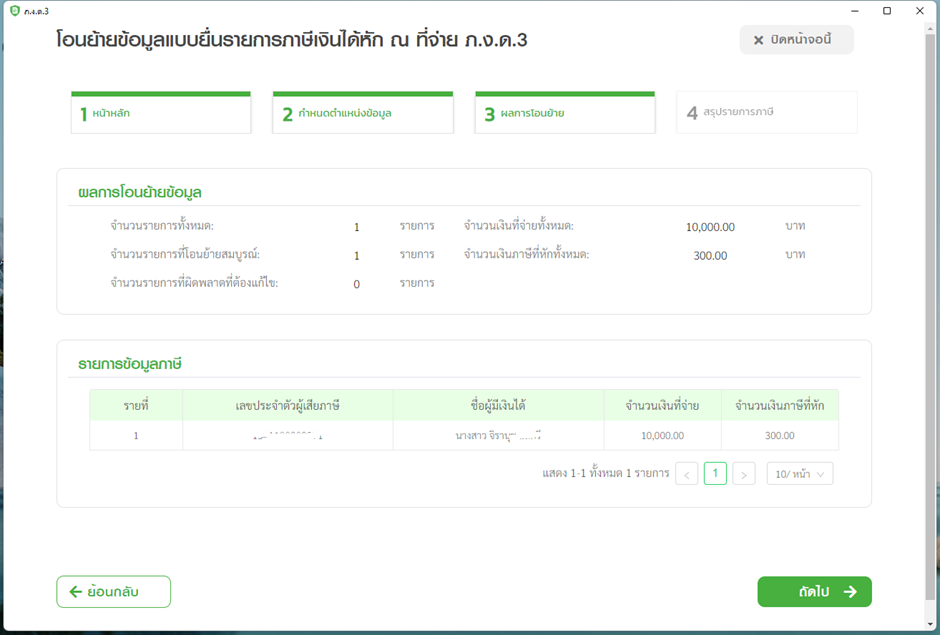 ภ.ง.ด.3
โอนย้ายข้อมูลแบบยื่นรายการภาษีเงินได้หัก ณ ที่จ่าย ภ.ง.ด.3
ปิดหน้าจอนี้
1 หน้าหลัก
2 กำหนดตำแหน่งข้อมูล
3 ผลการโอนย้าย
4 สรุปรายการภาษี
ผลการโอนย้ายข้อมูล
จำนวนรายการทั้งหมด: 1 รายการ จำนวนเงินที่จ่ายทั้งหมด: 10,000.00 บาท
จำนวนรายการที่โอนย้ายสมบูรณ์: 1 รายการ จำนวนเงินภาษีที่หักทั้งหมด: 300.00 บาท
จำนวนรายการที่ผิดพลาดที่ต้องแก้ไข: 0 รายการ
รายการข้อมูลภาษี
รายที่ เลขประจำตัวผู้เสียภาษี ชื่อผู้มีเงินได้ จำนวนเงินที่จ่าย จำนวนเงินภาษีที่หัก
1 นางสาว 10,000.00 300.00
แสดง 1-1 ทั้งหมด 1 รายการ < 1 > 10/ หน้า
ย้อนกลับ
ถัดไป